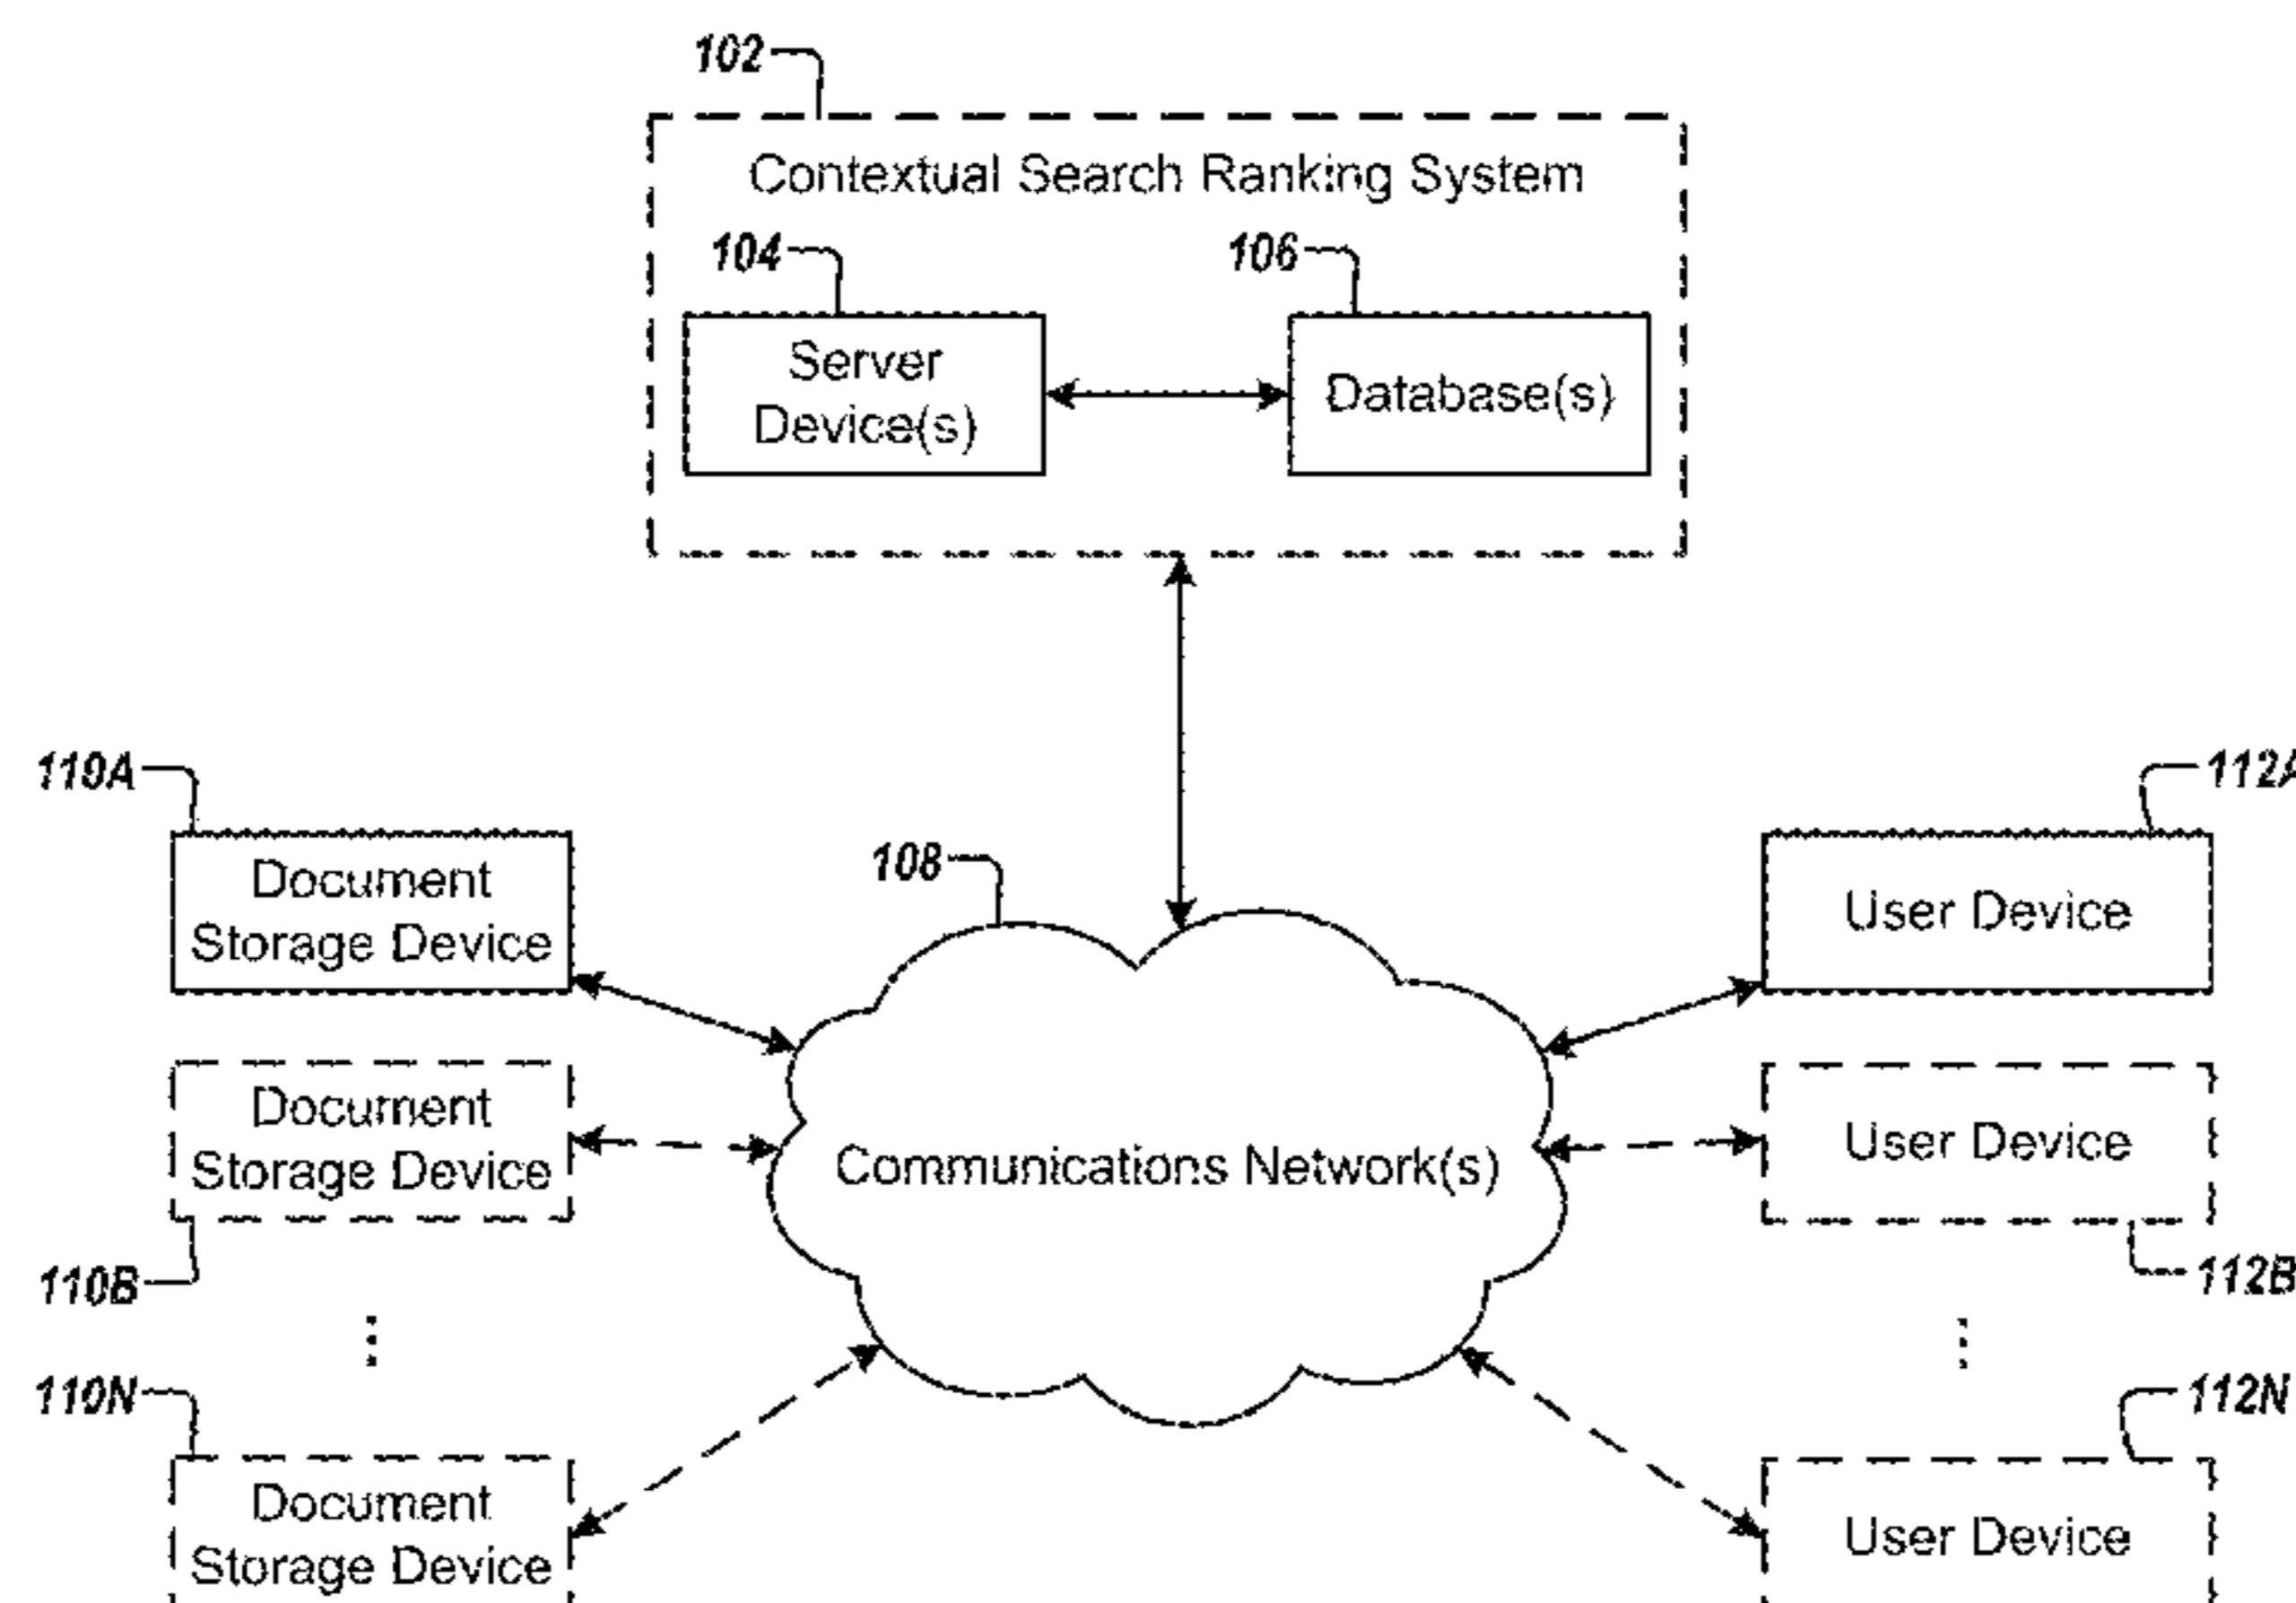 102
Contextual Search Ranking System
104
106
Server
Device(s)
Database(s)
110A
112A
108
Document
Storage Device
User Device
Document
Storage Device
Communications Network(s)
User Device
110B
112B
110N
112N
Document
Storage Device
User Device